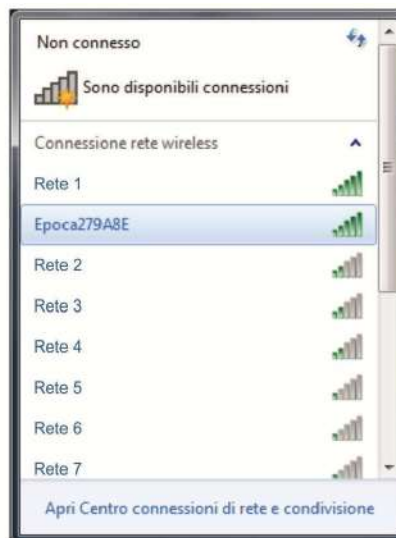 Non connesso
Sono disponibili connessioni
Connessione rete wireless
Rete 1
Epoca279A8E
Rete 2
Rete 3
Rete 4
Rete 5
Rete 6
Rete 7
Apri Centro connessioni di rete e condivisione